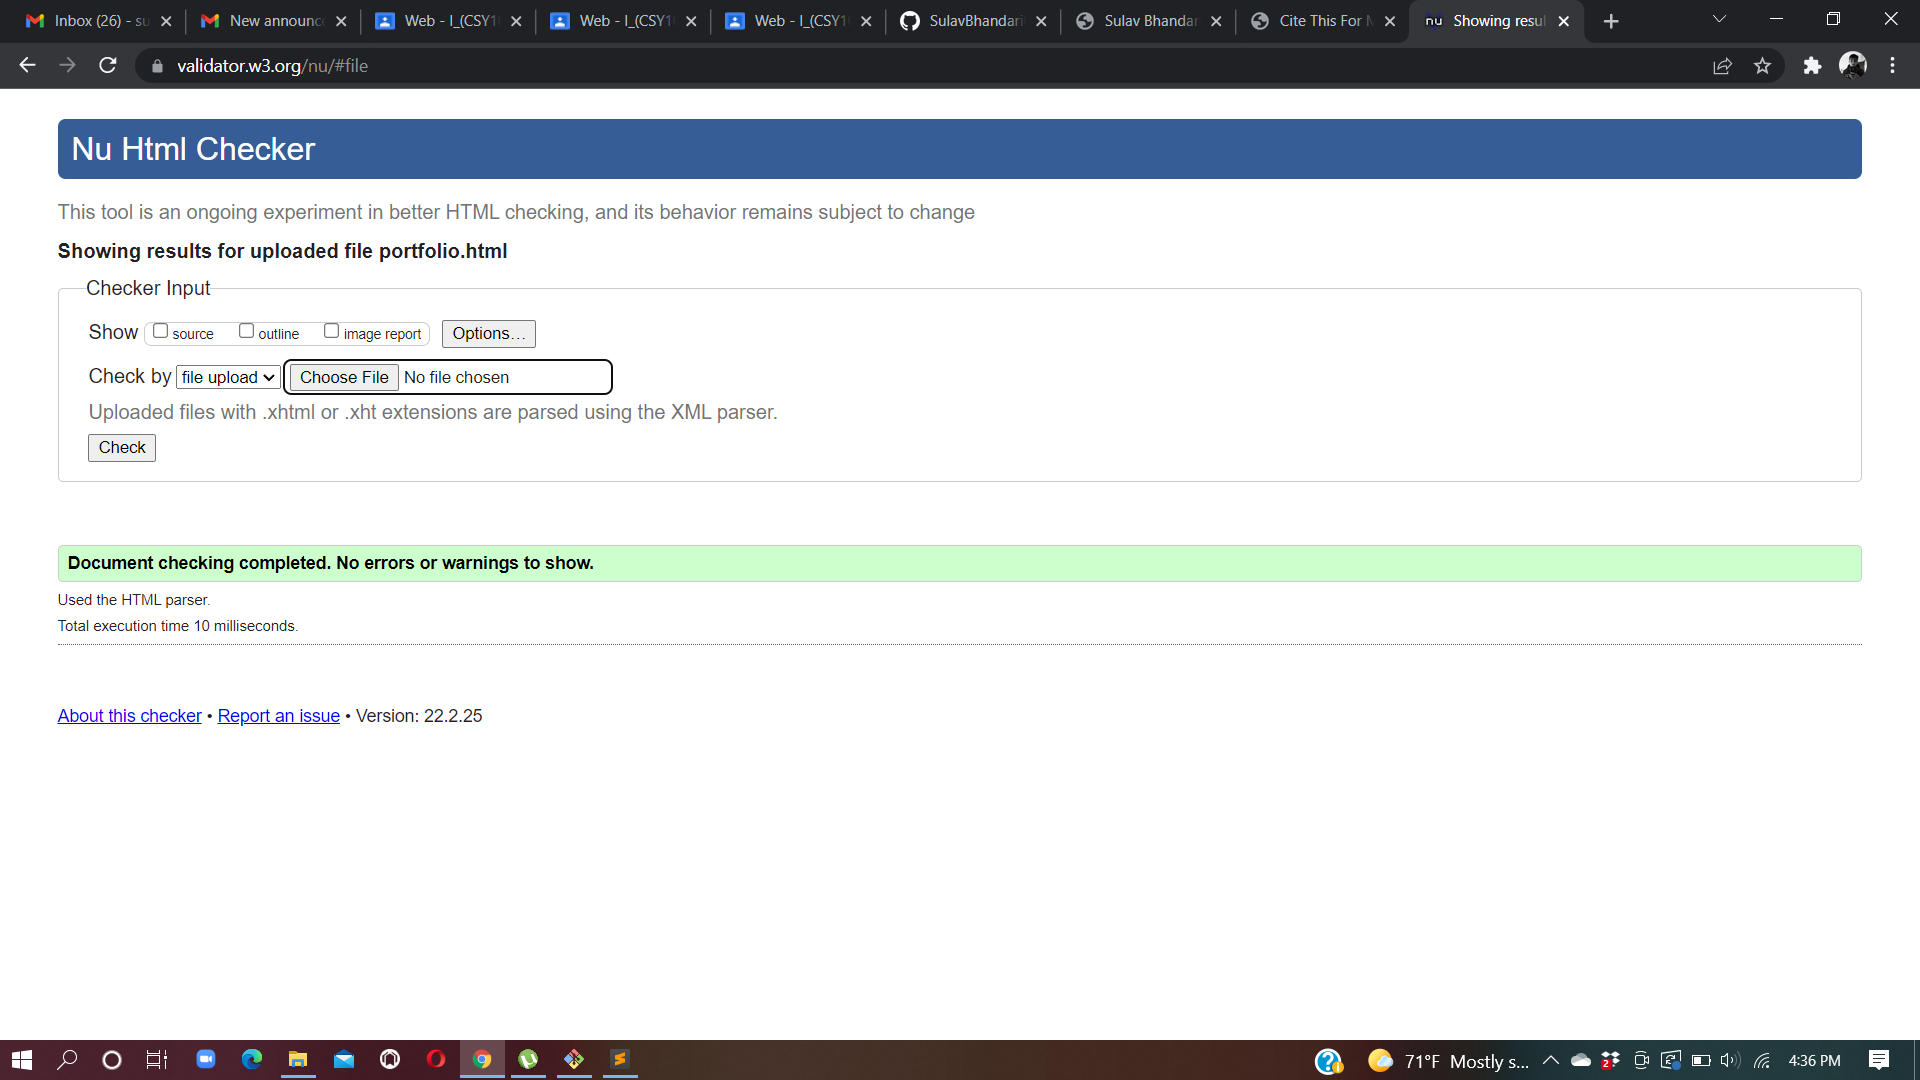 Inbox (26) - su
New announc
Web - I_(CSY1
Web - I_(CSY1
Web - I_(CSY1
SulavBhandari
Sulav Bhandar
Cite This For M
nu Showing resul
validator.w3.org/nu/#file
Nu Html Checker
This tool is an ongoing experiment in better HTML checking, and its behavior remains subject to change
Showing results for uploaded file portfolio.html
Checker Input
Show source outline image report Options...
Check by file upload Choose File No file chosen
Uploaded files with .xhtml or .xht extensions are parsed using the XML parser.
Check
Document checking completed. No errors or warnings to show.
Used the HTML parser.
Total execution time 10 milliseconds.
About this checker • Report an issue • Version: 22.2.25
71°F Mostly s... 2 4:36 PM